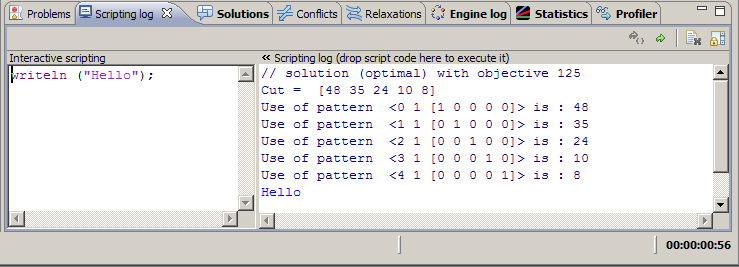 Problems Scripting log Solutions Conflicts Relaxations Engine log Statistics Profiler
Interactive scripting
writeln ("Hello");
« Scripting log (drop script code here to execute it)
// solution (optimal) with objective 125
Cut =  [48 35 24 10 8]
Use of pattern  <0 1 [1 0 0 0 0]> is : 48
Use of pattern  <1 1 [0 1 0 0 0]> is : 35
Use of pattern  <2 1 [0 0 1 0 0]> is : 24
Use of pattern  <3 1 [0 0 0 1 0]> is : 10
Use of pattern  <4 1 [0 0 0 0 1]> is : 8
Hello
00:00:00:56